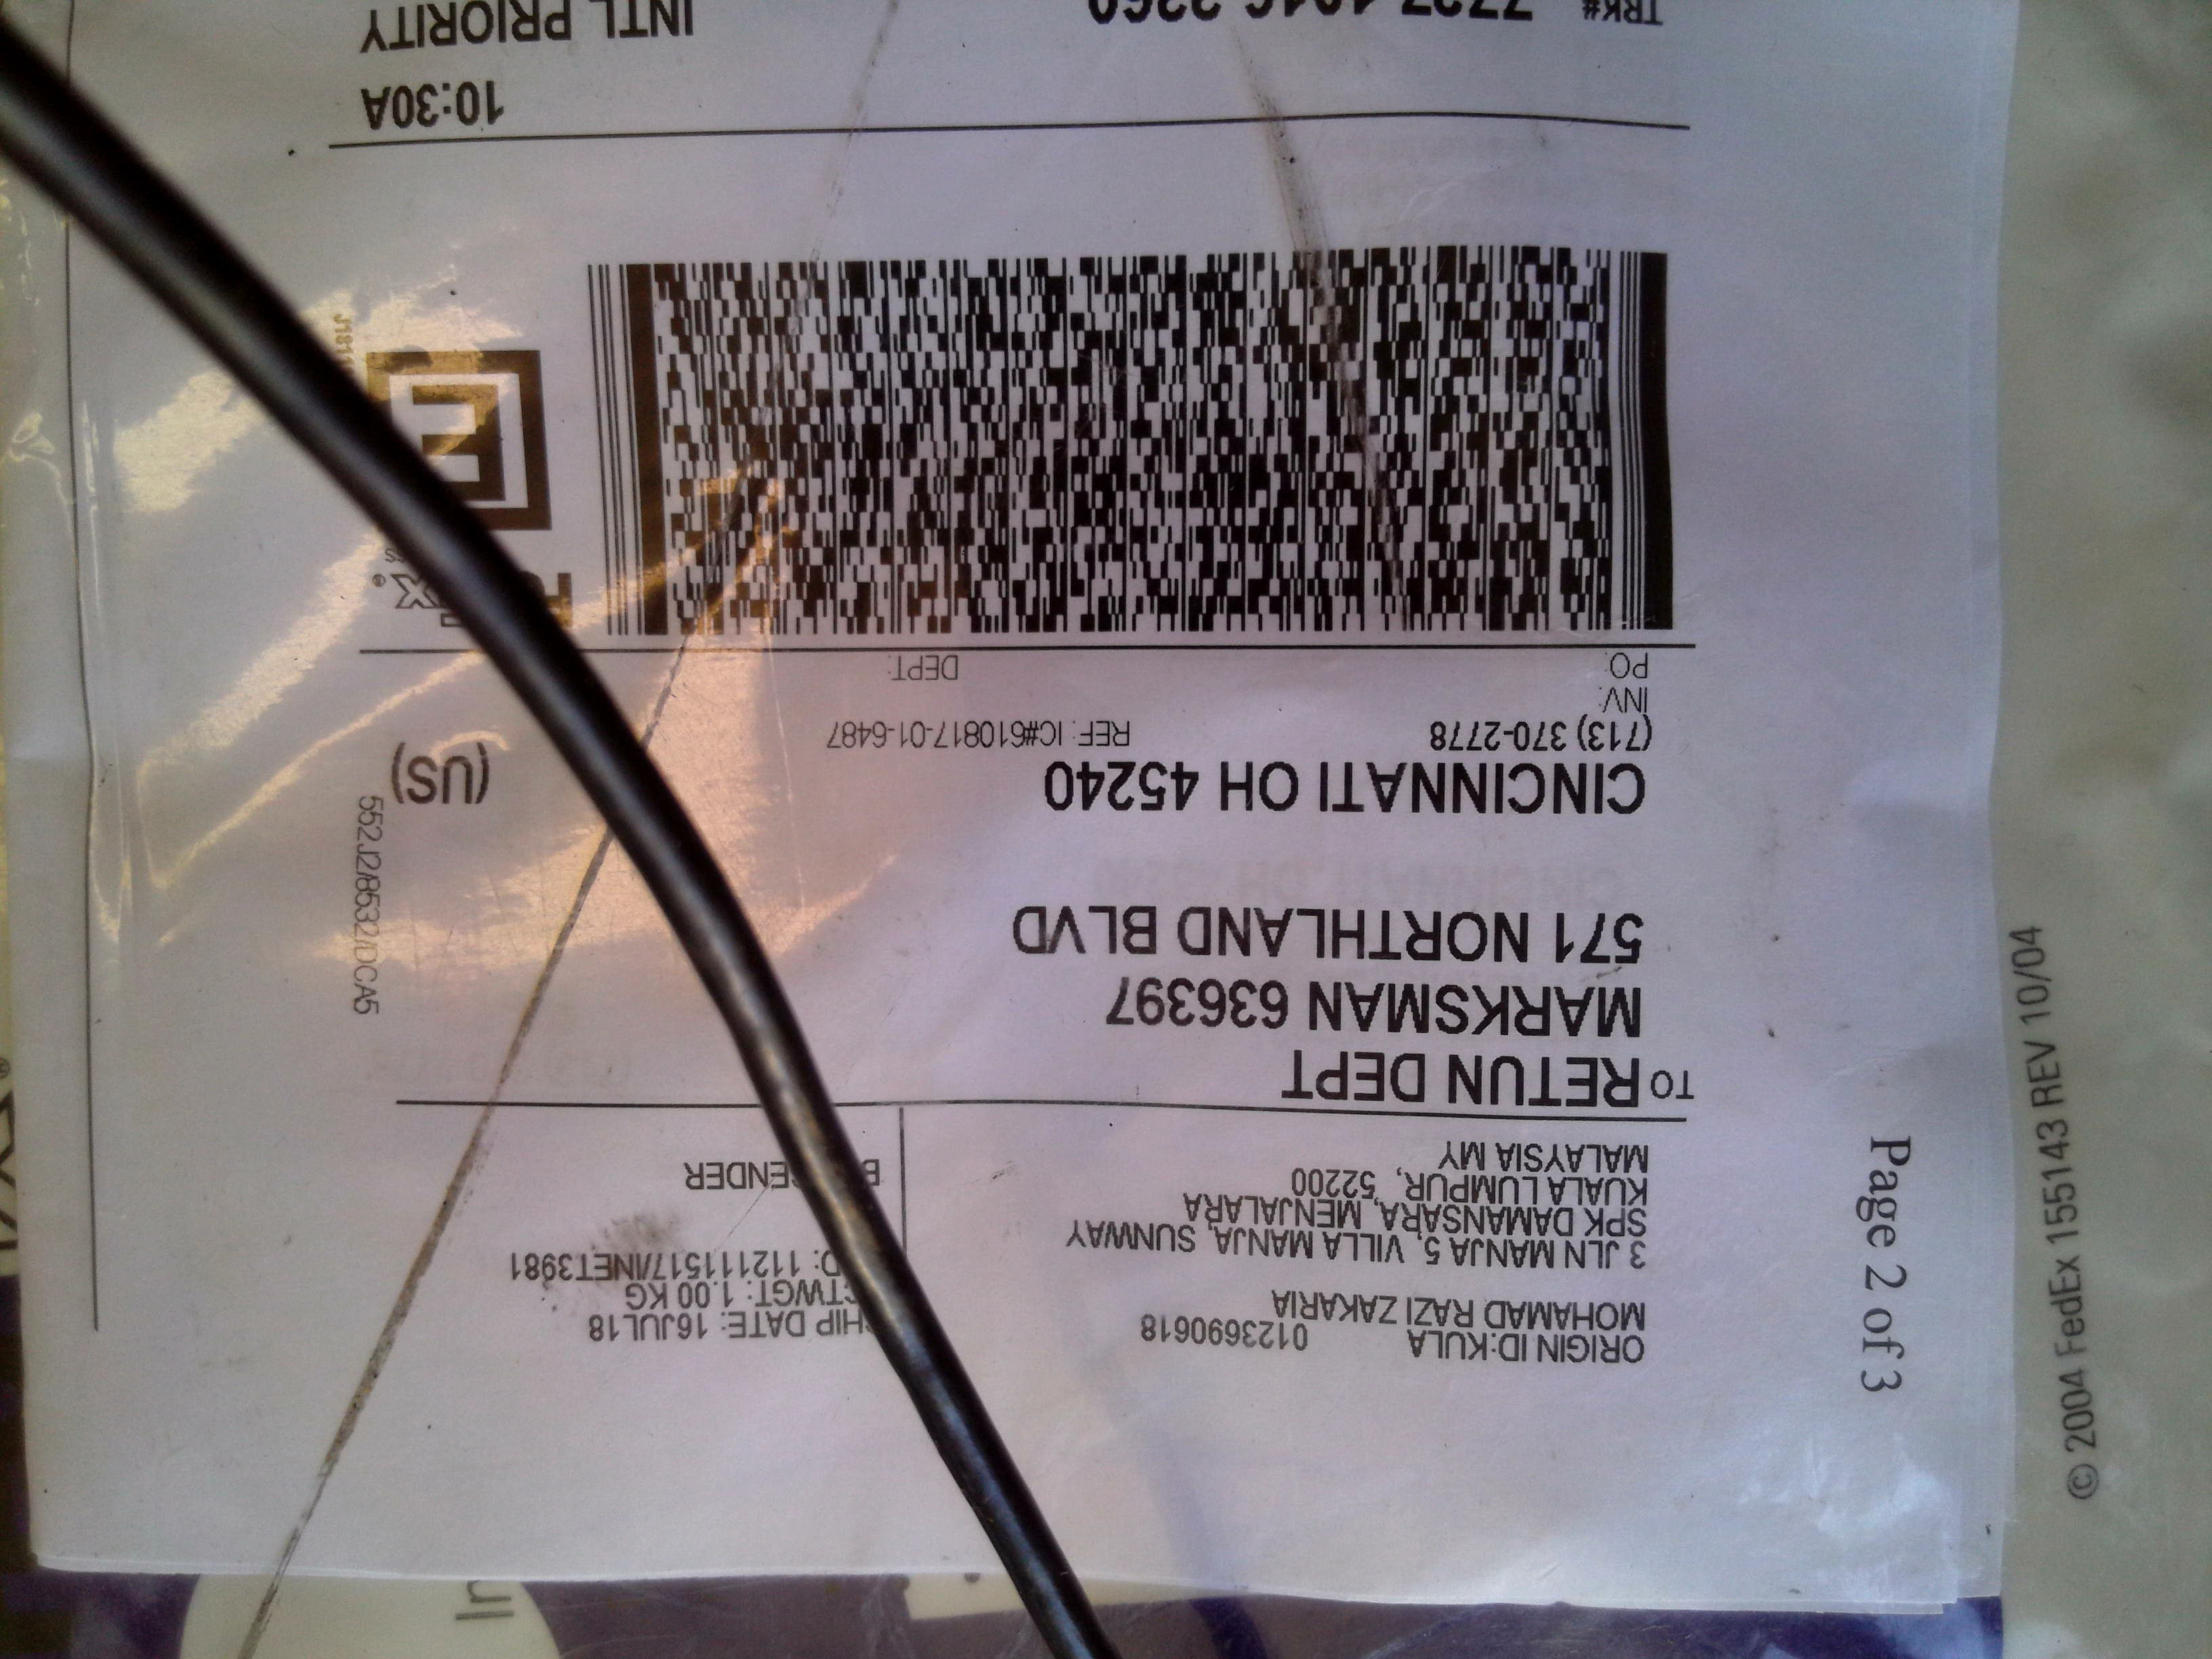 ORIGIN ID:KULA 0123690618
MOHAMAD RAZI ZAKARIA
3 JLN MANJA 5, VILLA MANJA, SUNWAY
SPK DAMANSARA, MENJALARA
KUALA LUMPUR, 52200
MALAYSIA MY
HIP DATE: 16JUL18
CTWGT: 1.00 KG
D: 112111517/INET3981
B ENDER
TO RETUN DEPT
MARKSMAN 636397
571 NORTHLAND BLVD
CINCINNATI OH 45240
(US)
(713) 370-2778 REF: IC#610817-01-6487
INV:
PO: DEPT:
552J2/8532/DCA5
E
TRK#
10:30A
INTL PRIORITY
Page 2 of 3
© 2004 FedEx 155143 REV 10/04
In